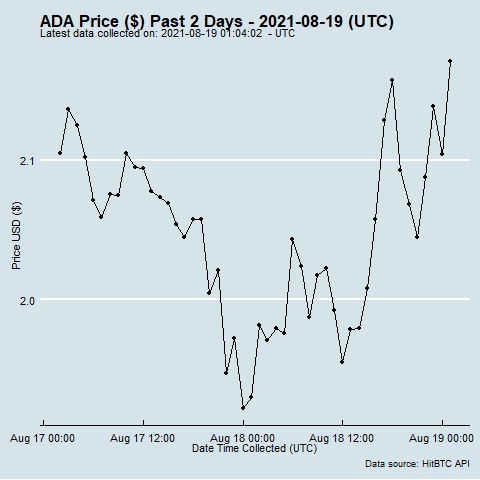 ADA Price ($) Past 2 Days - 2021-08-19 (UTC)
Latest data collected on: 2021-08-19 01:04:02 - UTC
Price USD ($)
2.1
2.0
Aug 17 00:00 Aug 17 12:00 Aug 18 00:00 Aug 18 12:00 Aug 19 00:00
Date Time Collected (UTC)
Data source: HitBTC API